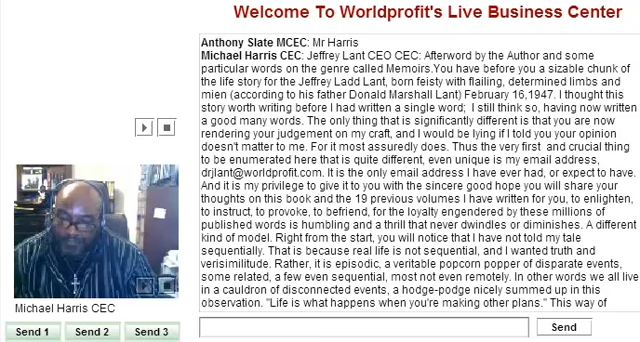 Welcome To Worldprofit's Live Business Center
Anthony Slate MCEC: Mr Harris
Michael Harris CEC: Jeffrey Lant CEO CEC: Afterword by the Author and some
particular words on the genre called Memoirs.You have before you a sizable chunk of
the life story for the Jeffrey Ladd Lant, born feisty with flailing, determined limbs and
mien (according to his father Donald Marshall Lant) February 16,1947. I thought this
story worth writing before I had written a single word;  I still think so, having now written
a good many words. The only thing that is significantly different is that you are now
rendering your judgement on my craft, and I would be lying if I told you your opinion
doesn't matter to me. For it most assuredly does. Thus the very first  and crucial thing
to be enumerated here that is quite different, even unique is my email address,
drjlant@worldprofit.com. It is the only email address I have ever had, or expect to have.
And it is my privilege to give it to you with the sincere good hope you will share your
thoughts on this book and the 19 previous volumes I have written for you, to enlighten,
to instruct, to provoke, to befriend, for the loyalty engendered by these millions of
published words is humbling and a thrill that never dwindles or diminishes. A different
kind of model. Right from the start, you will notice that I have not told my tale
sequentially. That is because real life is not sequential, and I wanted truth and
verisimilitude. Rather, it is episodic, a veritable popcorn popper of disparate events,
some related, a few even sequential, most not even remotely. In other words we all live
in a cauldron of disconnected events, a hodge-podge nicely summed up in this
observation. "Life is what happens when you're making other plans." This way of
Michael Harris CEC
Send 1
Send 2
Send 3
Send